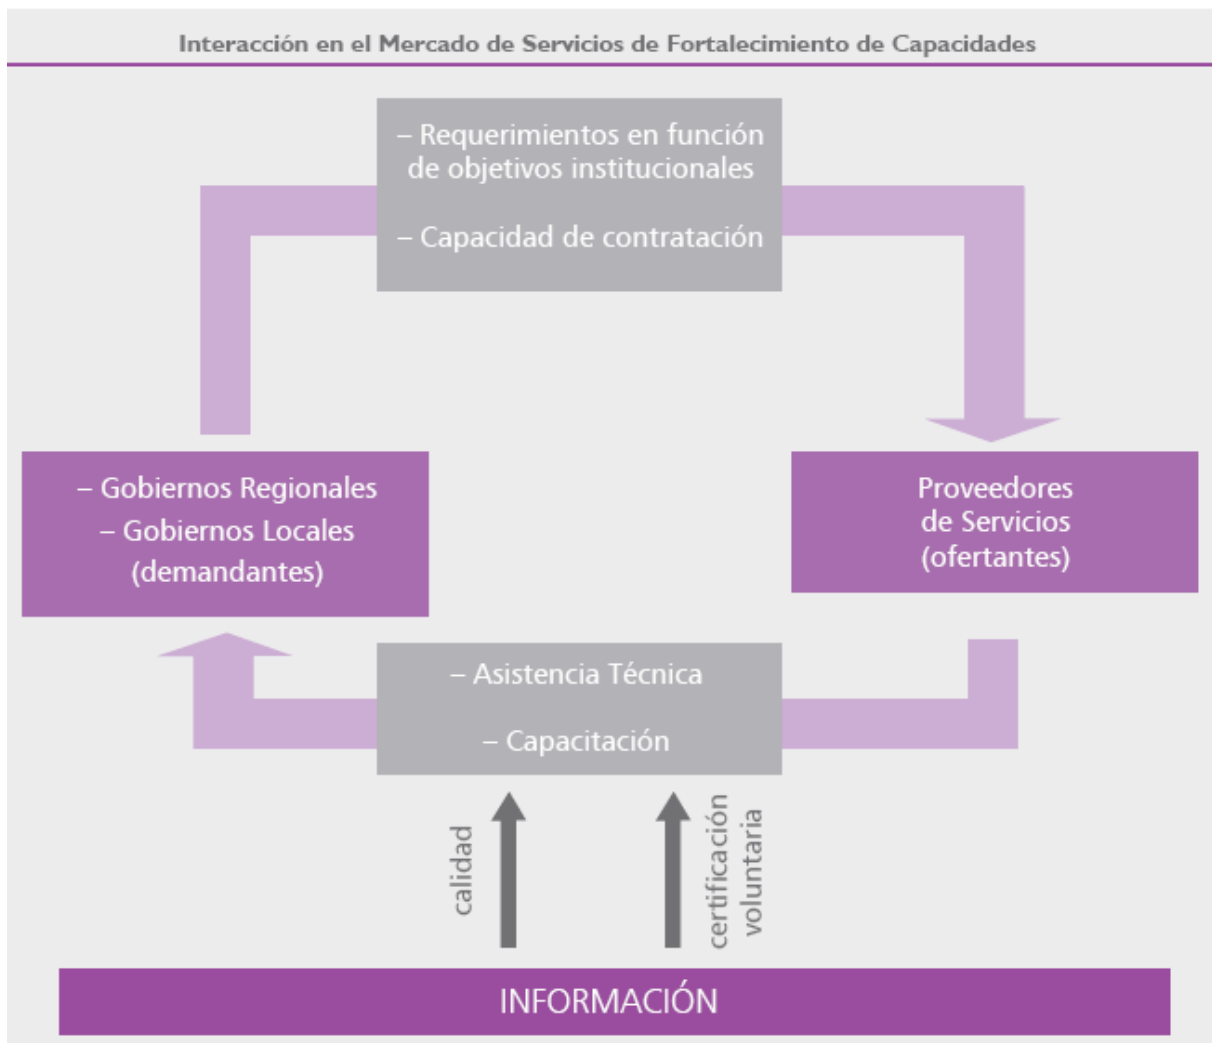 Interacción en el Mercado de Servicios de Fortalecimiento de Capacidades
– Requerimientos en función
de objetivos institucionales
– Capacidad de contratación
– Gobiernos Regionales
– Gobiernos Locales
(demandantes)
Proveedores
de Servicios
(ofertantes)
– Asistencia Técnica
– Capacitación
calidad
certificación
voluntaria
INFORMACIÓN